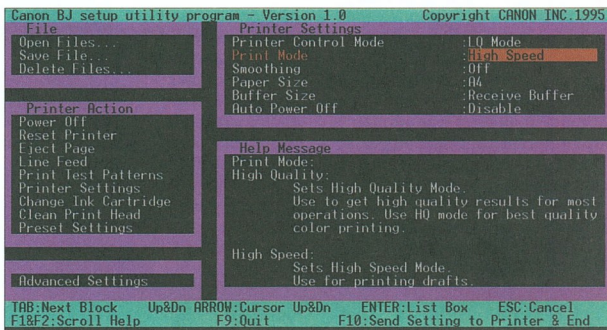 Canon BJ setup utility program - Version 1.0 Copyright CANON INC.1995
File
Open Files...
Save File...
Delete Files...
Printer Action
Power Off
Reset Printer
Eject Page
Line Feed
Print Test Patterns
Printer Settings
Change Ink Cartridge
Clean Print Head
Preset Settings
Advanced Settings
Printer Settings
Printer Control Mode :LQ Mode
Print Mode :High Speed
Smoothing :Off
Paper Size :A4
Buffer Size :Receive Buffer
Auto Power Off :Disable
Help Message
Print Mode:
High Quality:
Sets High Quality Mode.
Use to get high quality results for most
operations. Use HQ mode for best quality
color printing.
High Speed:
Sets High Speed Mode.
Use for printing drafts.
TAB:Next Block Up&Dn ARROW:Cursor Up&Dn ENTER:List Box ESC:Cancel
F1&F2:Scroll Help F9:Quit F10:Send Setting to Printer & End